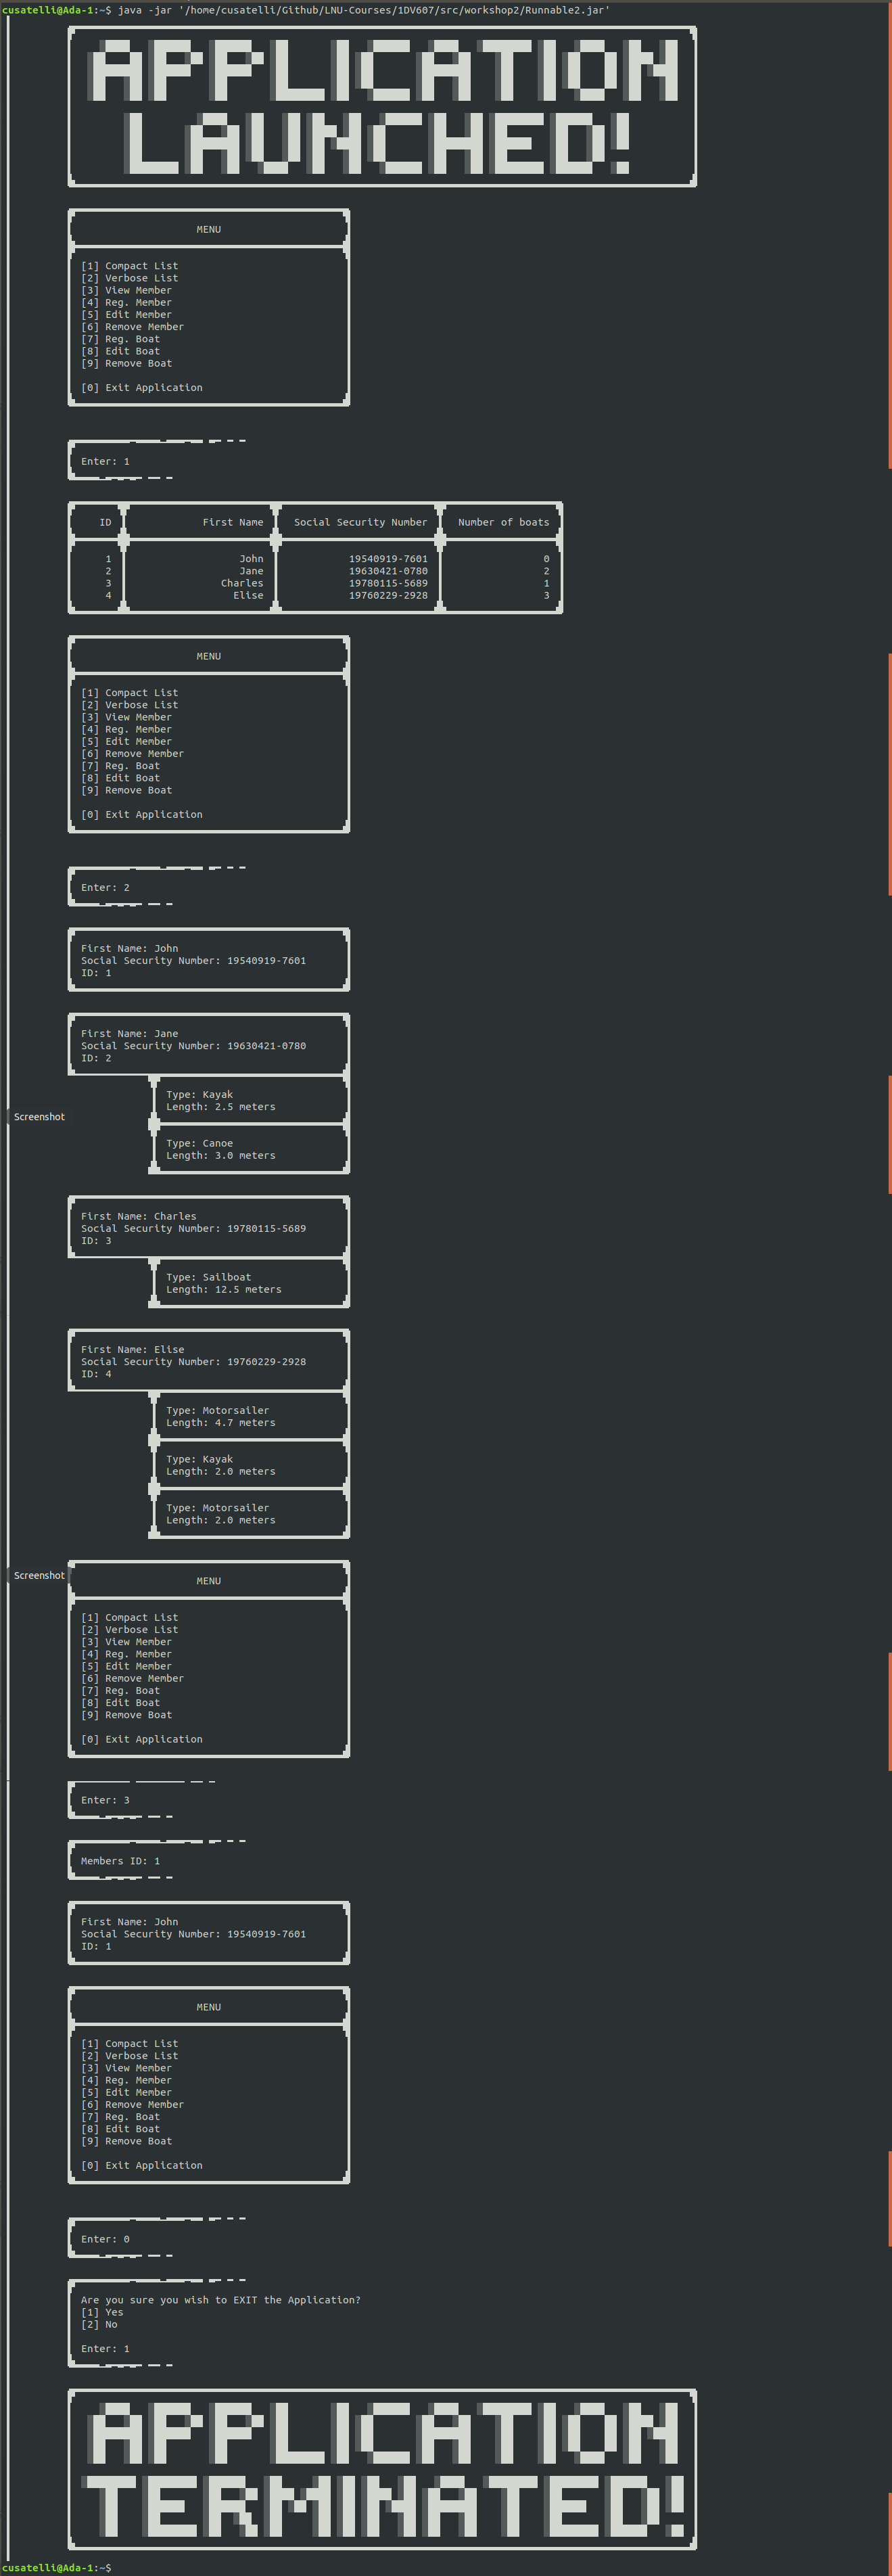 cusatelli@Ada-1:~$ java -jar '/home/cusatelli/Github/LNU-Courses/1DV607/src/workshop2/Runnable2.jar'
APPLICATION
LAUNCHED!
MENU
[1] Compact List
[2] Verbose List
[3] View Member
[4] Reg. Member
[5] Edit Member
[6] Remove Member
[7] Reg. Boat
[8] Edit Boat
[9] Remove Boat
[0] Exit Application
Enter: 1
ID First Name Social Security Number Number of boats
1 John 19540919-7601 0
2 Jane 19630421-0780 2
3 Charles 19780115-5689 1
4 Elise 19760229-2928 3
MENU
[1] Compact List
[2] Verbose List
[3] View Member
[4] Reg. Member
[5] Edit Member
[6] Remove Member
[7] Reg. Boat
[8] Edit Boat
[9] Remove Boat
[0] Exit Application
Enter: 2
First Name: John
Social Security Number: 19540919-7601
ID: 1
First Name: Jane
Social Security Number: 19630421-0780
ID: 2
Type: Kayak
Length: 2.5 meters
Screenshot
Type: Canoe
Length: 3.0 meters
First Name: Charles
Social Security Number: 19780115-5689
ID: 3
Type: Sailboat
Length: 12.5 meters
First Name: Elise
Social Security Number: 19760229-2928
ID: 4
Type: Motorsailer
Length: 4.7 meters
Type: Kayak
Length: 2.0 meters
Type: Motorsailer
Length: 2.0 meters
Screenshot
MENU
[1] Compact List
[2] Verbose List
[3] View Member
[4] Reg. Member
[5] Edit Member
[6] Remove Member
[7] Reg. Boat
[8] Edit Boat
[9] Remove Boat
[0] Exit Application
Enter: 3
Members ID: 1
First Name: John
Social Security Number: 19540919-7601
ID: 1
MENU
[1] Compact List
[2] Verbose List
[3] View Member
[4] Reg. Member
[5] Edit Member
[6] Remove Member
[7] Reg. Boat
[8] Edit Boat
[9] Remove Boat
[0] Exit Application
Enter: 0
Are you sure you wish to EXIT the Application?
[1] Yes
[2] No
Enter: 1
APPLICATION
TERMINATED!
cusatelli@Ada-1:~$